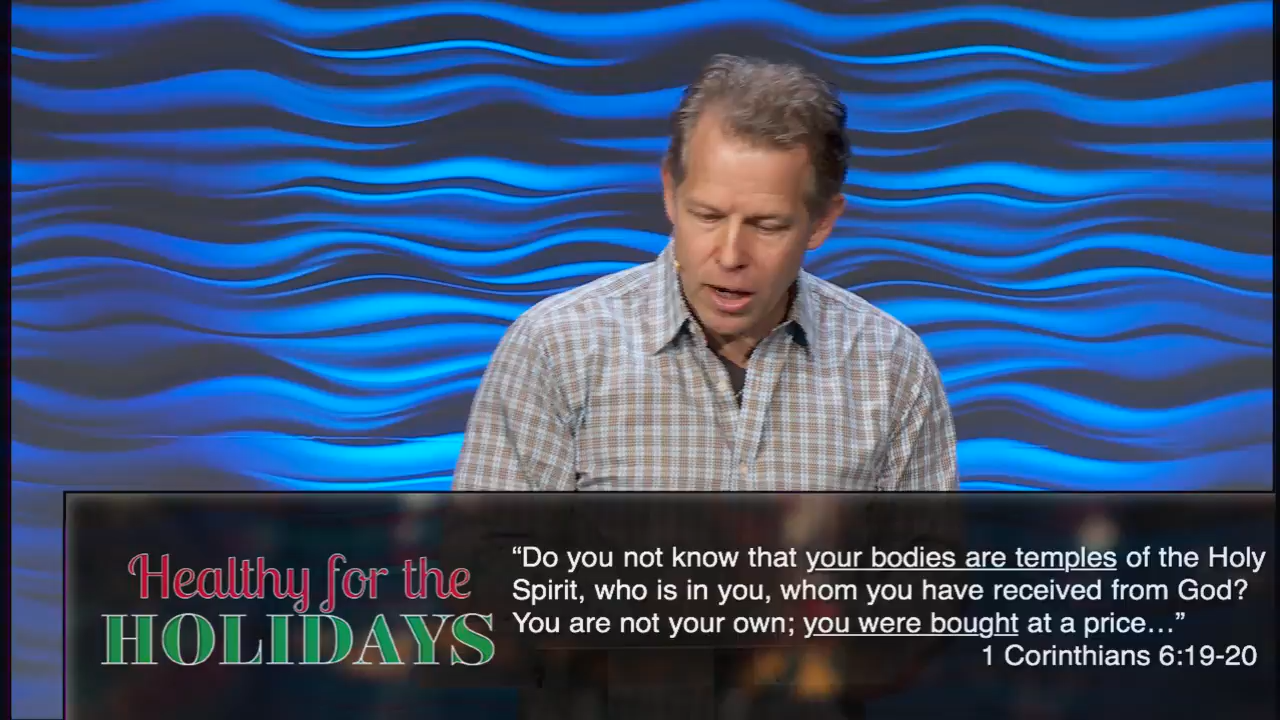 Healthy for the
HOLIDAYS
“Do you not know that your bodies are temples of the Holy
Spirit, who is in you, whom you have received from God?
You are not your own; you were bought at a price…”
1 Corinthians 6:19-20